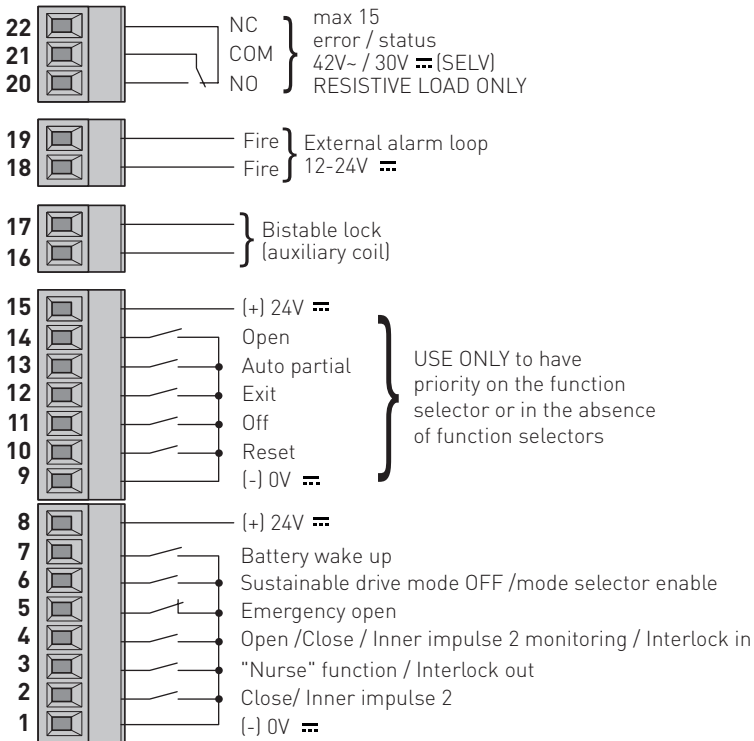 22 NC
21 COM
20 NO
max 15
error / status
42V~ / 30V ⎓ (SELV)
RESISTIVE LOAD ONLY
19 Fire
18 Fire
External alarm loop
12-24V ⎓
17
16
Bistable lock
(auxiliary coil)
15 (+) 24V ⎓
14 Open
13 Auto partial
12 Exit
11 Off
10 Reset
9 (-) 0V ⎓
USE ONLY to have
priority on the function
selector or in the absence
of function selectors
8 (+) 24V ⎓
7 Battery wake up
6 Sustainable drive mode OFF /mode selector enable
5 Emergency open
4 Open /Close / Inner impulse 2 monitoring / Interlock in
3 "Nurse" function / Interlock out
2 Close/ Inner impulse 2
1 (-) 0V ⎓